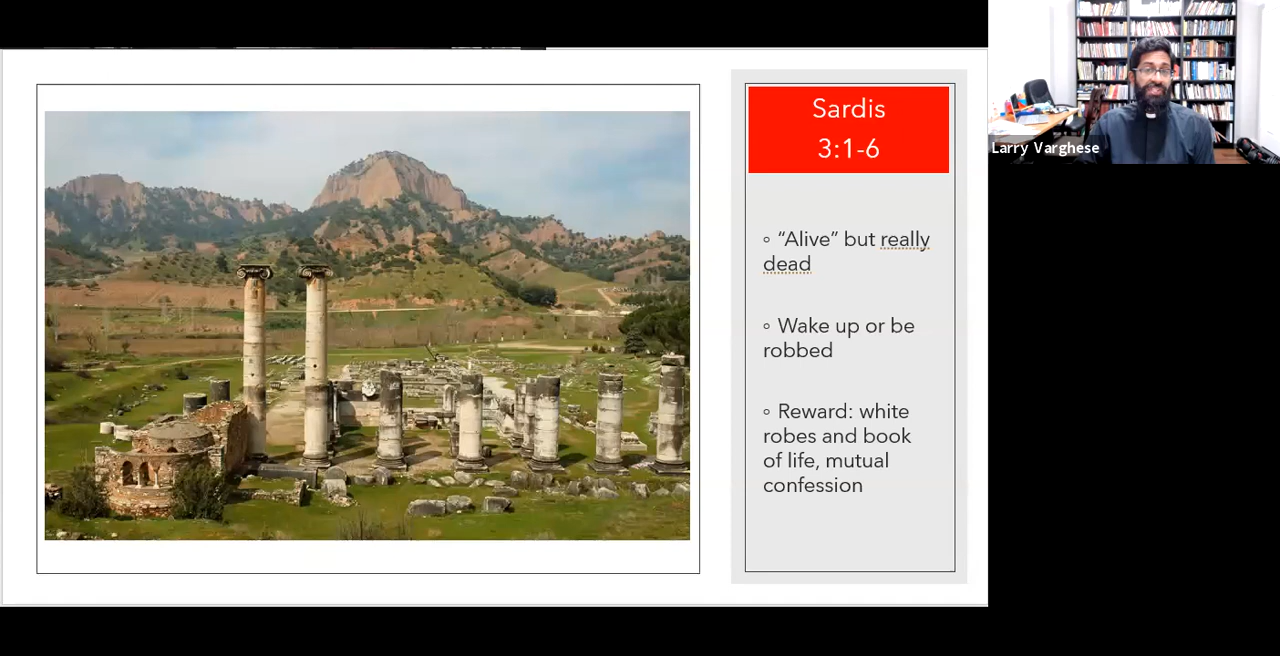 Sardis
3:1-6
◦ “Alive” but really
dead
◦ Wake up or be
robbed
◦ Reward: white
robes and book
of life, mutual
confession
Larry Varghese